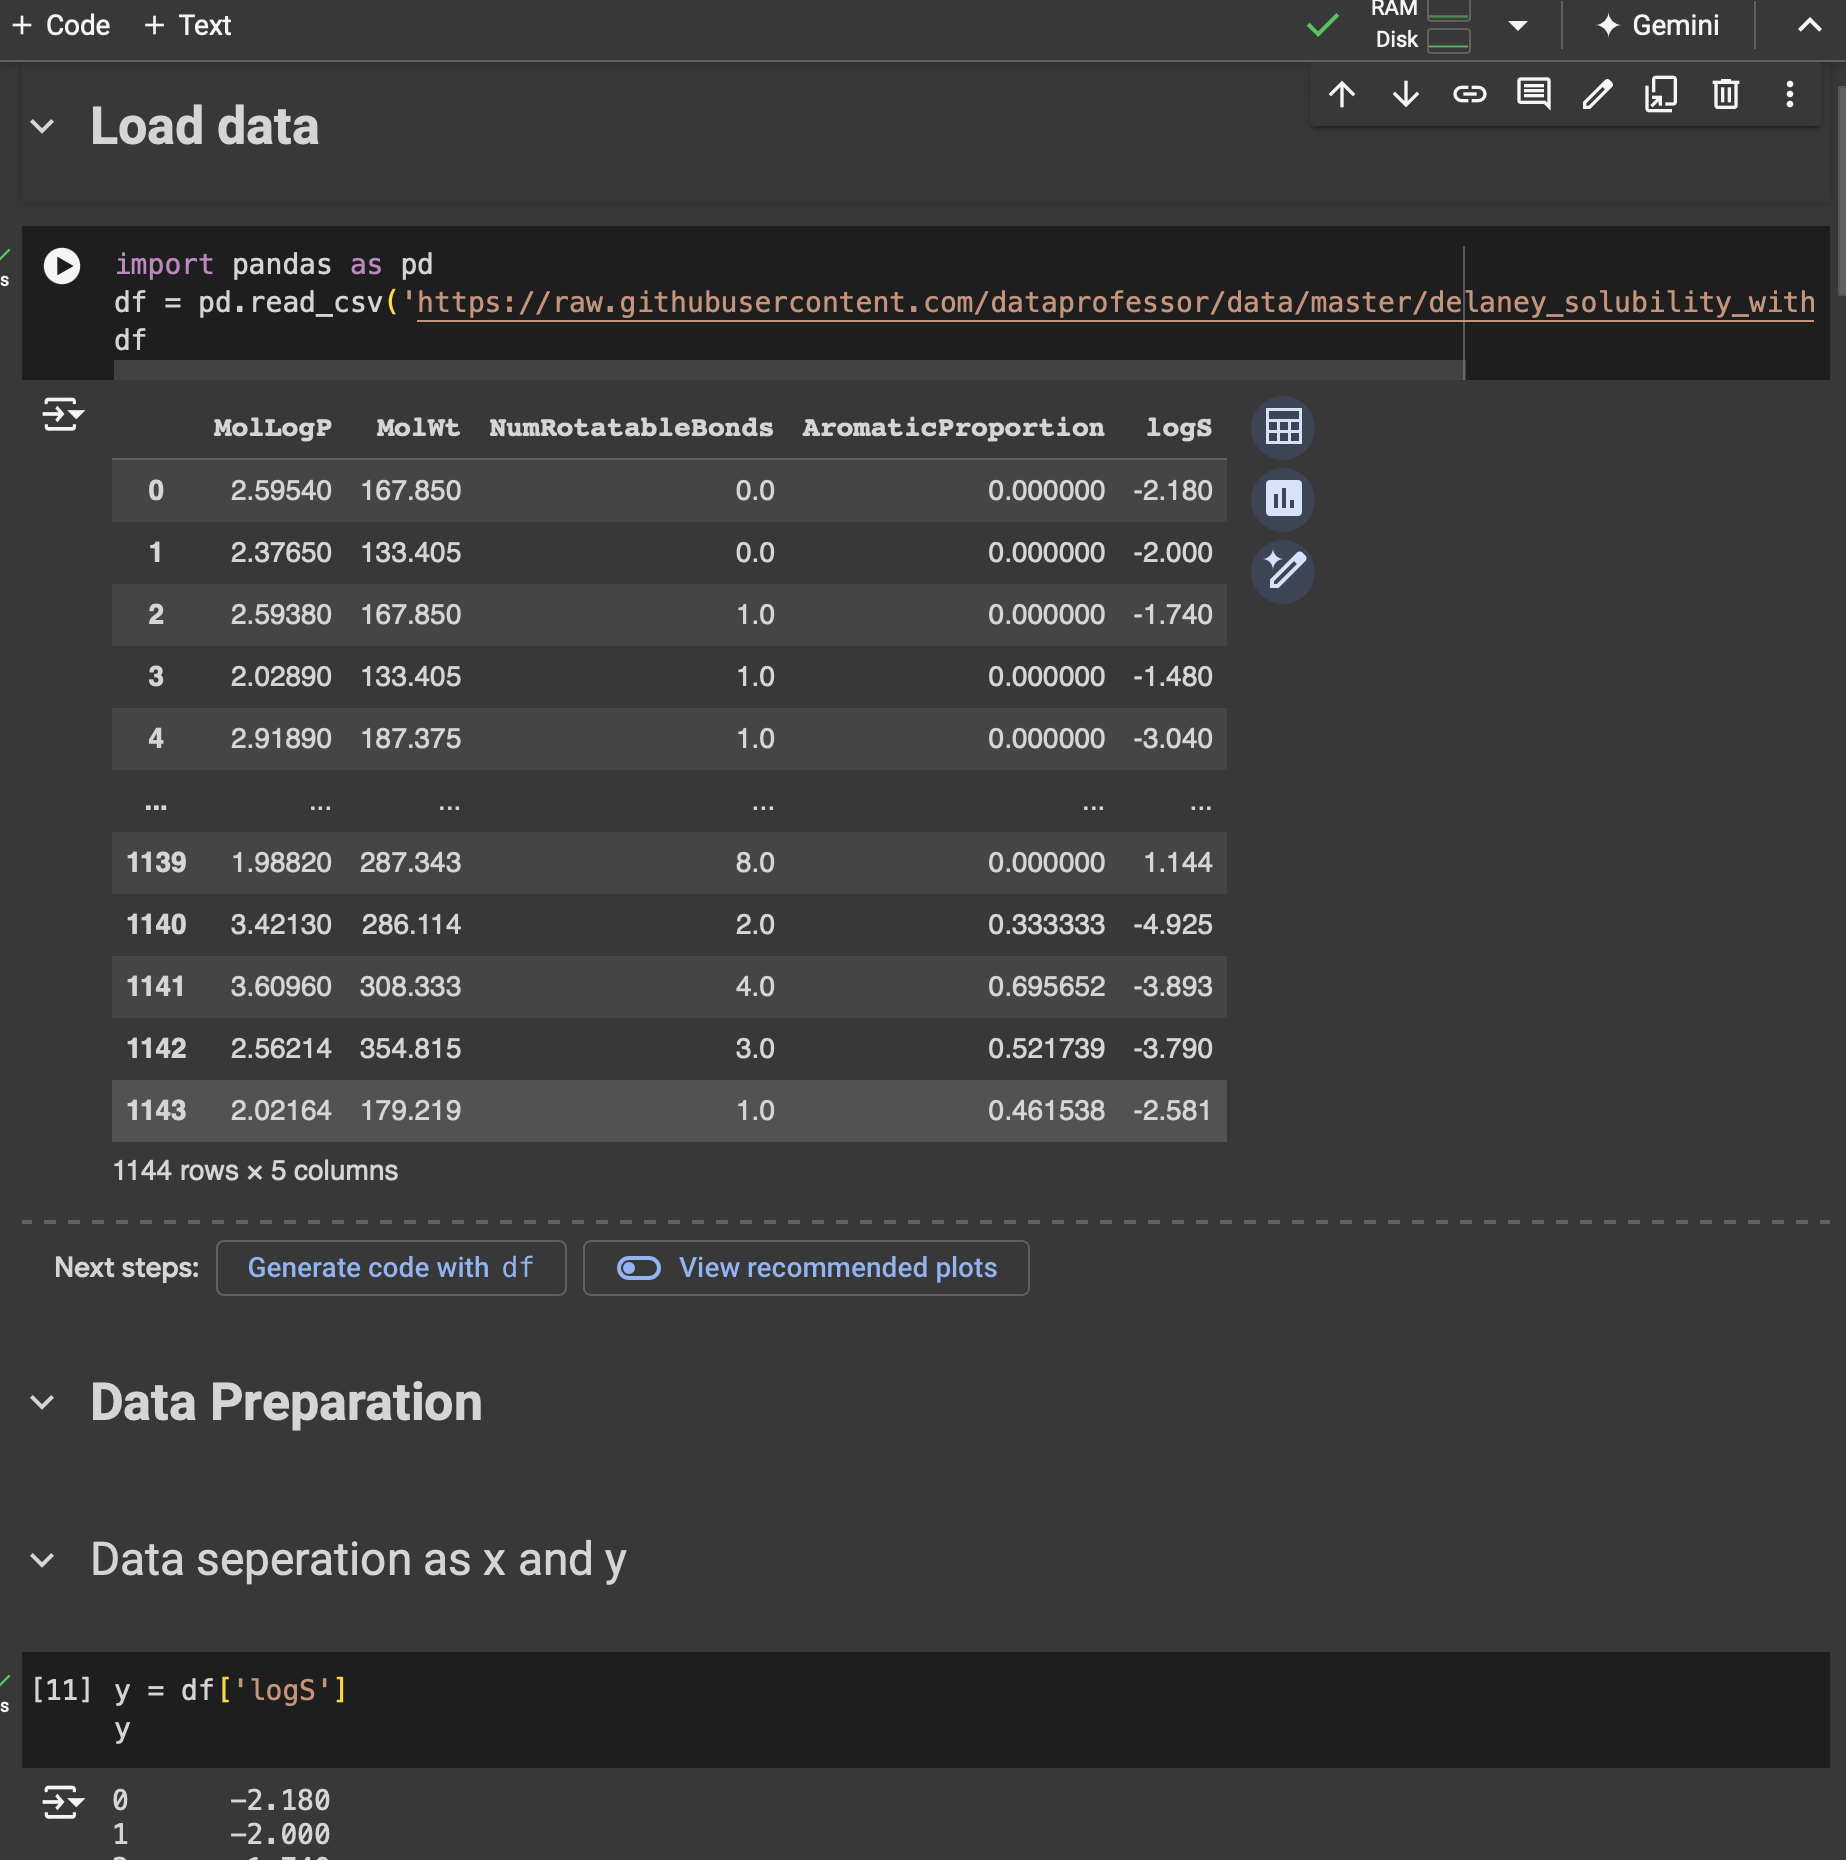 + Code + Text
RAM
Disk
Gemini
Load data
import pandas as pd
df = pd.read_csv('https://raw.githubusercontent.com/dataprofessor/data/master/delaney_solubility_with
df
MolLogP MolWt NumRotatableBonds AromaticProportion logS
0 2.59540 167.850 0.0 0.000000 -2.180
1 2.37650 133.405 0.0 0.000000 -2.000
2 2.59380 167.850 1.0 0.000000 -1.740
3 2.02890 133.405 1.0 0.000000 -1.480
4 2.91890 187.375 1.0 0.000000 -3.040
... ... ... ... ... ...
1139 1.98820 287.343 8.0 0.000000 1.144
1140 3.42130 286.114 2.0 0.333333 -4.925
1141 3.60960 308.333 4.0 0.695652 -3.893
1142 2.56214 354.815 3.0 0.521739 -3.790
1143 2.02164 179.219 1.0 0.461538 -2.581
1144 rows × 5 columns
Next steps: Generate code with df View recommended plots
Data Preparation
Data seperation as x and y
[11] y = df['logS']
y
0 -2.180
1 -2.000